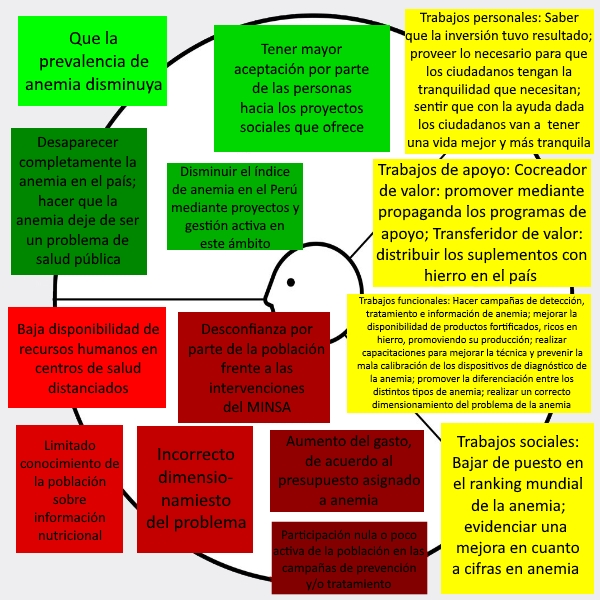 Que la
prevalencia de
anemia disminuya
Tener mayor
aceptación por parte
de las personas
hacia los proyectos
sociales que ofrece
Trabajos personales: Saber
que la inversión tuvo resultado;
proveer lo necesario para que
los ciudadanos tengan la
tranquilidad que necesitan;
sentir que con la ayuda dada
los ciudadanos van a tener
una vida mejor y más tranquila
Desaparecer
completamente la
anemia en el país;
hacer que la
anemia deje de ser
un problema de
salud pública
Disminuir el índice
de anemia en el Perú
mediante proyectos y
gestión activa en
este ámbito
Trabajos de apoyo: Cocreador
de valor: promover mediante
propaganda los programas de
apoyo; Transferidor de valor:
distribuir los suplementos con
hierro en el país
Baja disponibilidad de
recursos humanos en
centros de salud
distanciados
Desconfianza por
parte de la población
frente a las
intervenciones
del MINSA
Trabajos funcionales: Hacer campañas de detección,
tratamiento e información de anemia; mejorar la
disponibilidad de productos fortificados, ricos en
hierro, promoviendo su producción; realizar
capacitaciones para mejorar la técnica y prevenir la
mala calibración de los dispositivos de diagnóstico de
la anemia; promover la diferenciación entre los
distintos tipos de anemia; realizar un correcto
dimensionamiento del problema de la anemia
Limitado
conocimiento de
la población
sobre
información
nutricional
Incorrecto
dimensio-
namiesto
del problema
Aumento del gasto,
de acuerdo al
presupuesto asignado
a anemia
Participación nula o poco
activa de la población en las
campañas de prevención
y/o tratamiento
Trabajos sociales:
Bajar de puesto en
el ranking mundial
de la anemia;
evidenciar una
mejora en cuanto
a cifras en anemia